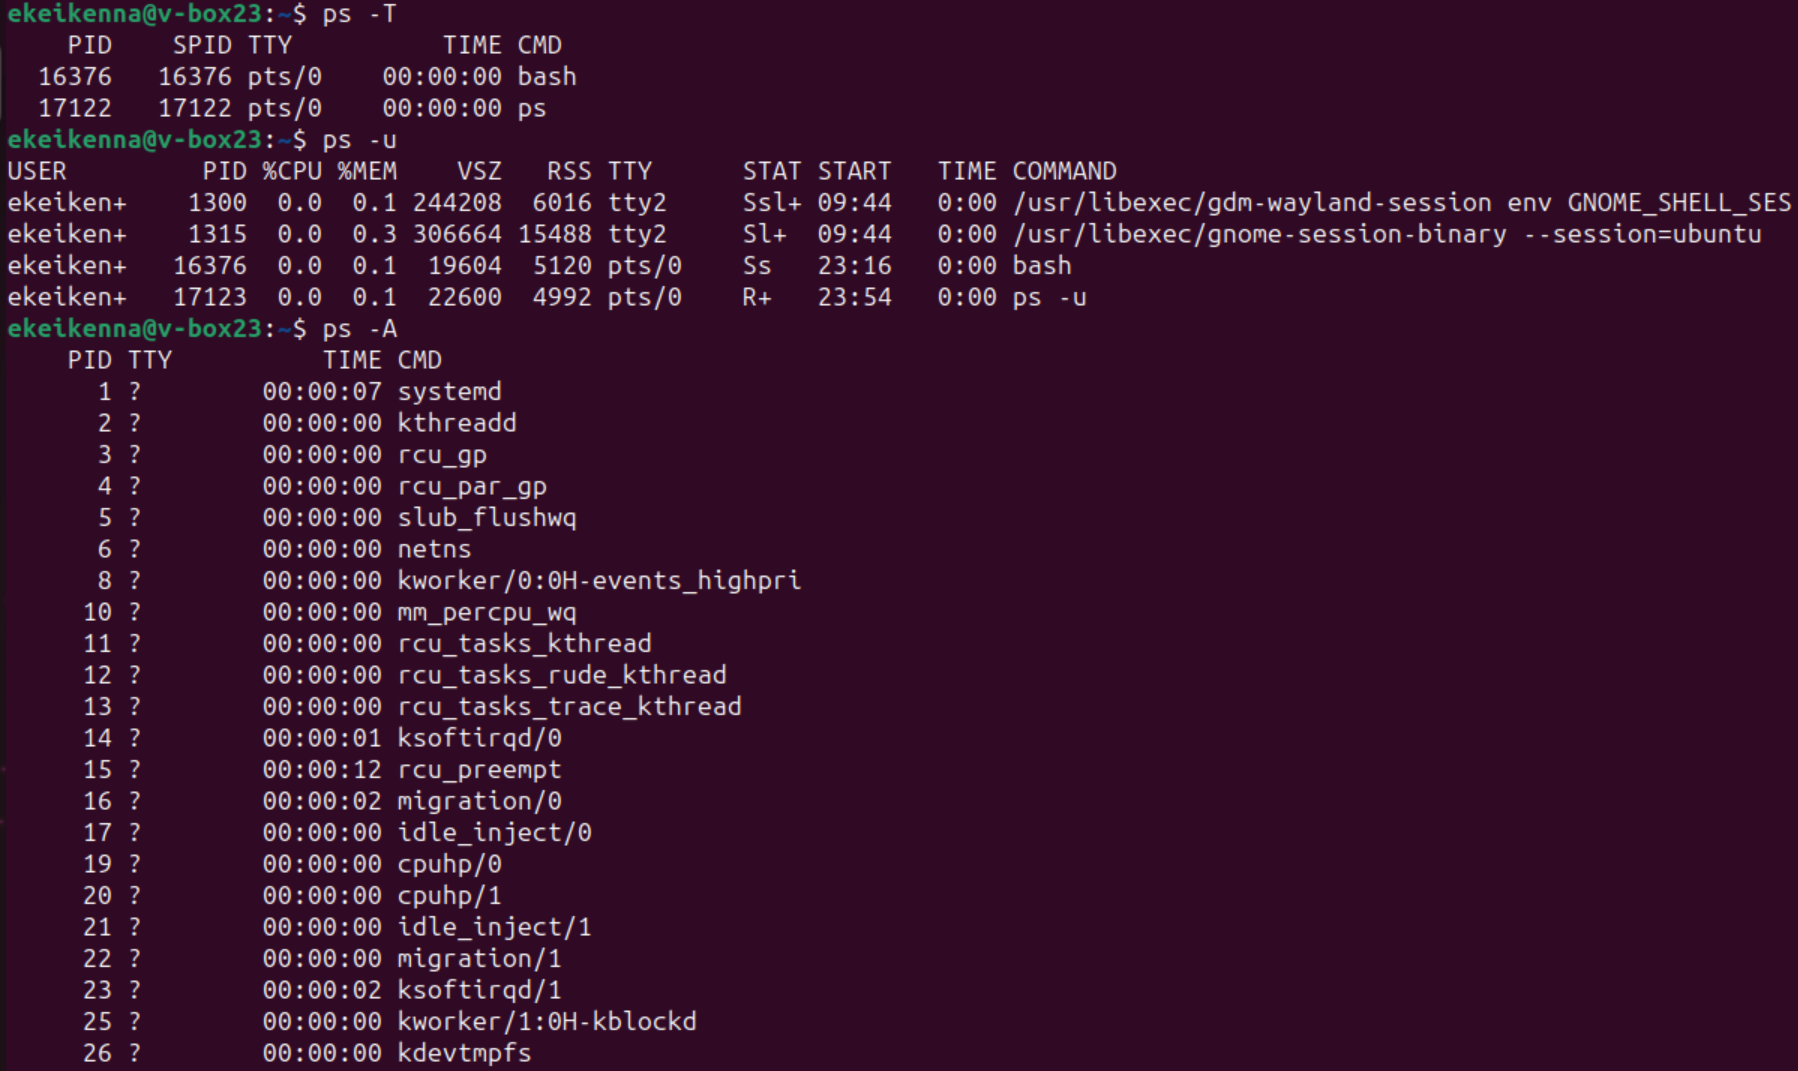 ekeikenna@v-box23:~$ ps -T
    PID    SPID TTY          TIME CMD
  16376   16376 pts/0    00:00:00 bash
  17122   17122 pts/0    00:00:00 ps
ekeikenna@v-box23:~$ ps -u
USER         PID %CPU %MEM    VSZ   RSS TTY      STAT START   TIME COMMAND
ekeiken+    1300  0.0  0.1 244208  6016 tty2     Ssl+ 09:44   0:00 /usr/libexec/gdm-wayland-session env GNOME_SHELL_SES
ekeiken+    1315  0.0  0.3 306664 15488 tty2     Sl+  09:44   0:00 /usr/libexec/gnome-session-binary --session=ubuntu
ekeiken+   16376  0.0  0.1  19604  5120 pts/0    Ss   23:16   0:00 bash
ekeiken+   17123  0.0  0.1  22600  4992 pts/0    R+   23:54   0:00 ps -u
ekeikenna@v-box23:~$ ps -A
    PID TTY          TIME CMD
      1 ?        00:00:07 systemd
      2 ?        00:00:00 kthreadd
      3 ?        00:00:00 rcu_gp
      4 ?        00:00:00 rcu_par_gp
      5 ?        00:00:00 slub_flushwq
      6 ?        00:00:00 netns
      8 ?        00:00:00 kworker/0:0H-events_highpri
     10 ?        00:00:00 mm_percpu_wq
     11 ?        00:00:00 rcu_tasks_kthread
     12 ?        00:00:00 rcu_tasks_rude_kthread
     13 ?        00:00:00 rcu_tasks_trace_kthread
     14 ?        00:00:01 ksoftirqd/0
     15 ?        00:00:12 rcu_preempt
     16 ?        00:00:02 migration/0
     17 ?        00:00:00 idle_inject/0
     19 ?        00:00:00 cpuhp/0
     20 ?        00:00:00 cpuhp/1
     21 ?        00:00:00 idle_inject/1
     22 ?        00:00:00 migration/1
     23 ?        00:00:02 ksoftirqd/1
     25 ?        00:00:00 kworker/1:0H-kblockd
     26 ?        00:00:00 kdevtmpfs